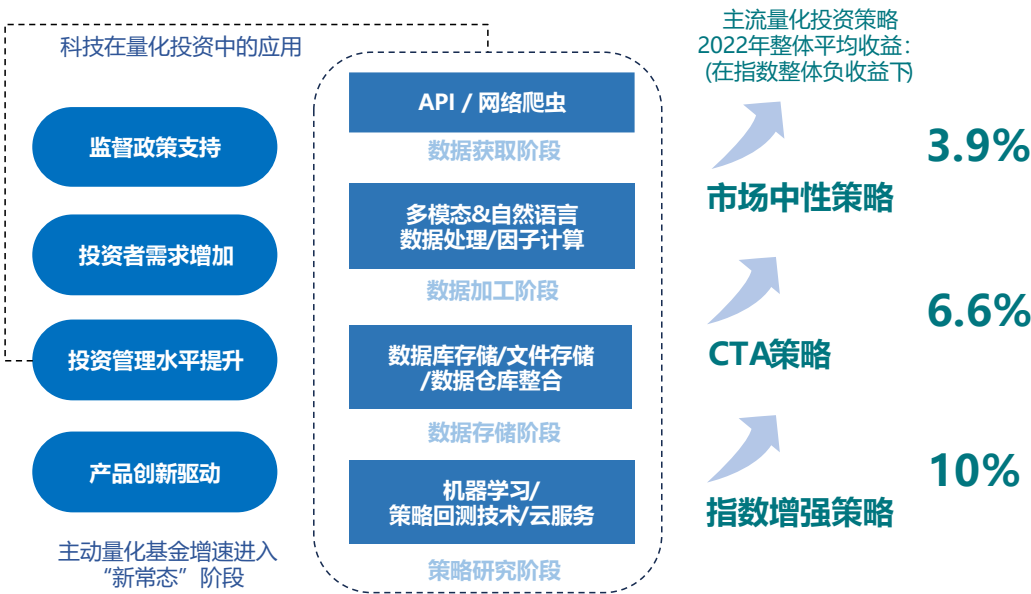 科技在量化投资中的应用
监督政策支持
投资者需求增加
投资管理水平提升
产品创新驱动
主动量化基金增速进入
“新常态”阶段
API / 网络爬虫
数据获取阶段
多模态&自然语言
数据处理/因子计算
数据加工阶段
数据库存储/文件存储
/数据仓库整合
数据存储阶段
机器学习/
策略回测技术/云服务
策略研究阶段
主流量化投资策略
2022年整体平均收益：
(在指数整体负收益下)
3.9%
市场中性策略
6.6%
CTA策略
10%
指数增强策略